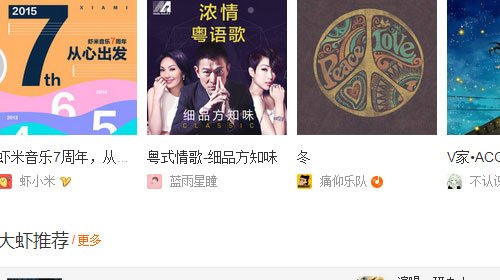 2015 XIAMI
7th
虾米音乐7周年
从心出发
4 5 6
浓情
粤语歌
细品方知味
CLASSIC
Peace Love
虾米音乐7周年，从...
粤式情歌-细品方知味
冬
V家•ACG
虾小米
蓝雨星瞳
痛仰乐队
不认识
大虾推荐 / 更多